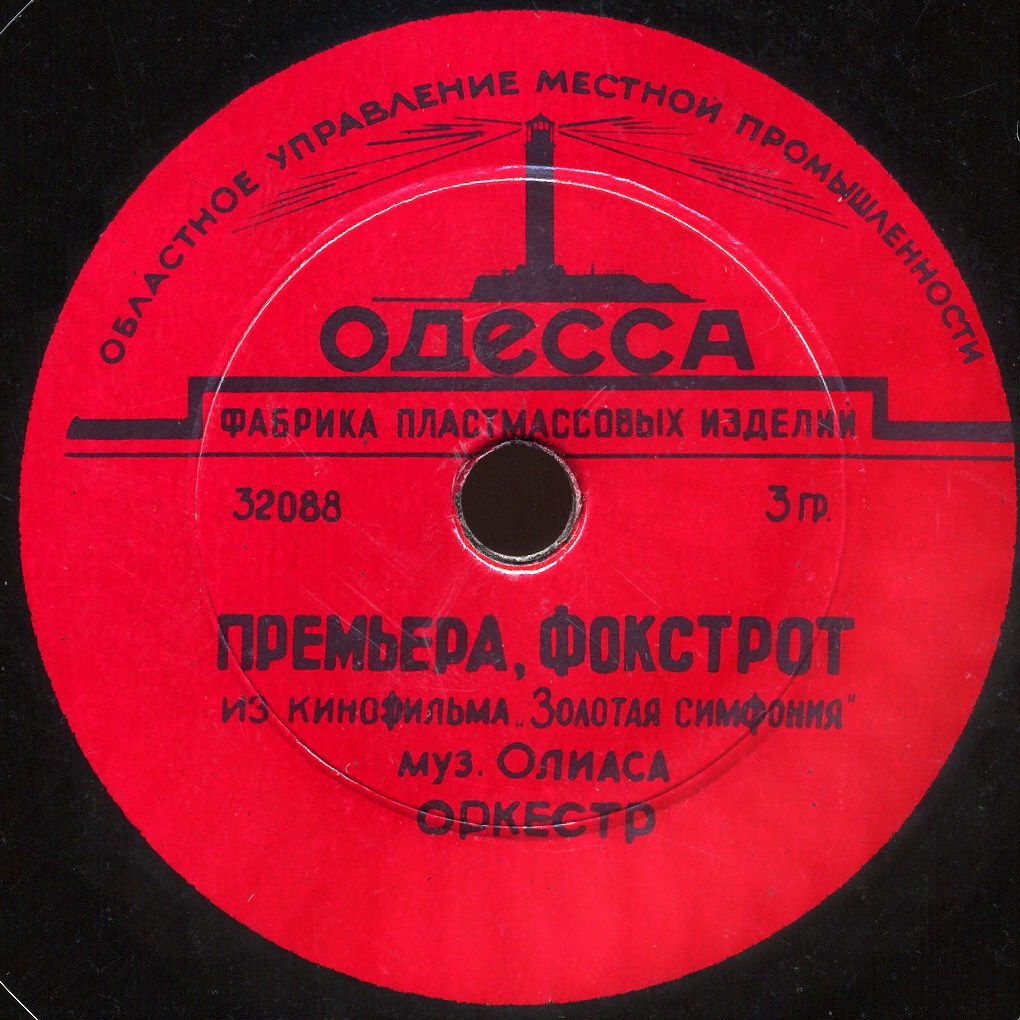 ОБЛАСТНОЕ УПРАВЛЕНИЕ МЕСТНОЙ ПРОМЫШЛЕННОСТИ
ОДЕССА
ФАБРИКА ПЛАСТМАССОВЫХ ИЗДЕЛИЙ
32088 3 ГР.
ПРЕМЬЕРА, ФОКСТРОТ
ИЗ КИНОФИЛЬМА „ЗОЛОТАЯ СИМФОНИЯ"
МУЗ. ОЛИАСА
ОРКЕСТР